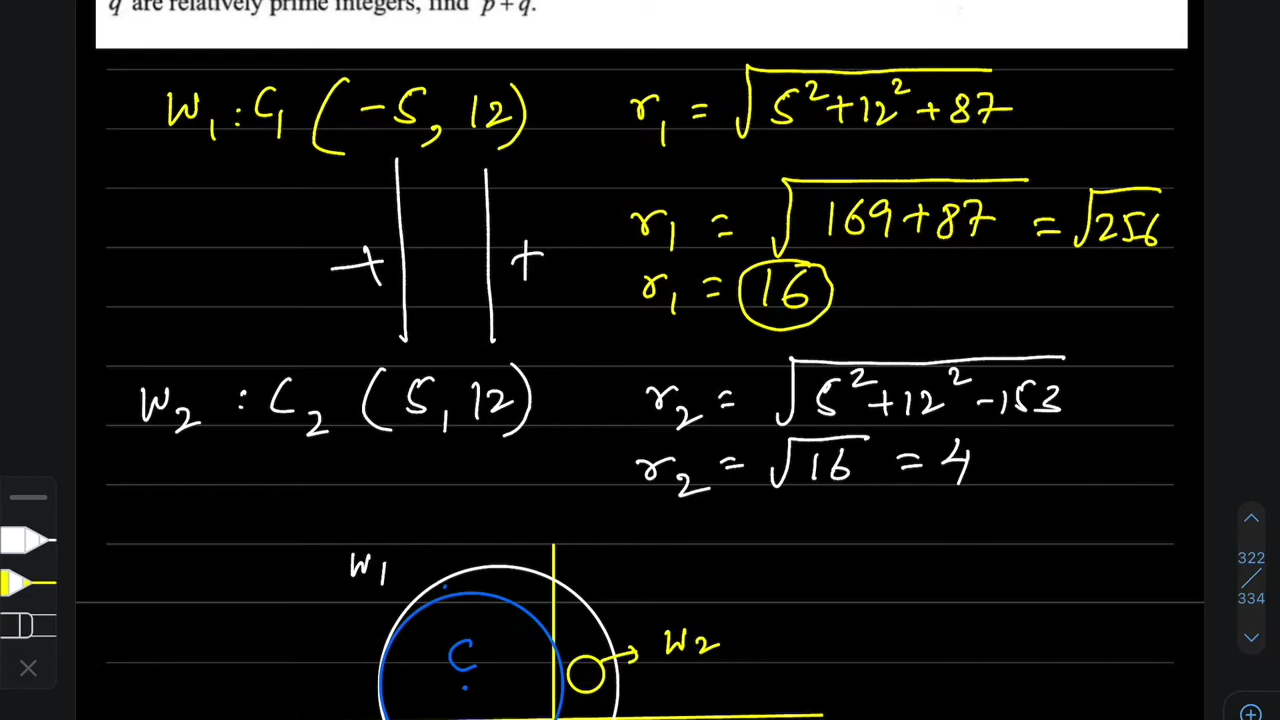 q are relatively prime integers, find p + q.
W₁ : C₁ (-5, 12) r₁ = √(5² + 12² + 87)
r₁ = √(169 + 87) = √256
r₁ = 16
+ +
W₂ : C₂ (5, 12) r₂ = √(5² + 12² - 153)
r₂ = √16 = 4
W₁
C
W₂
322
334